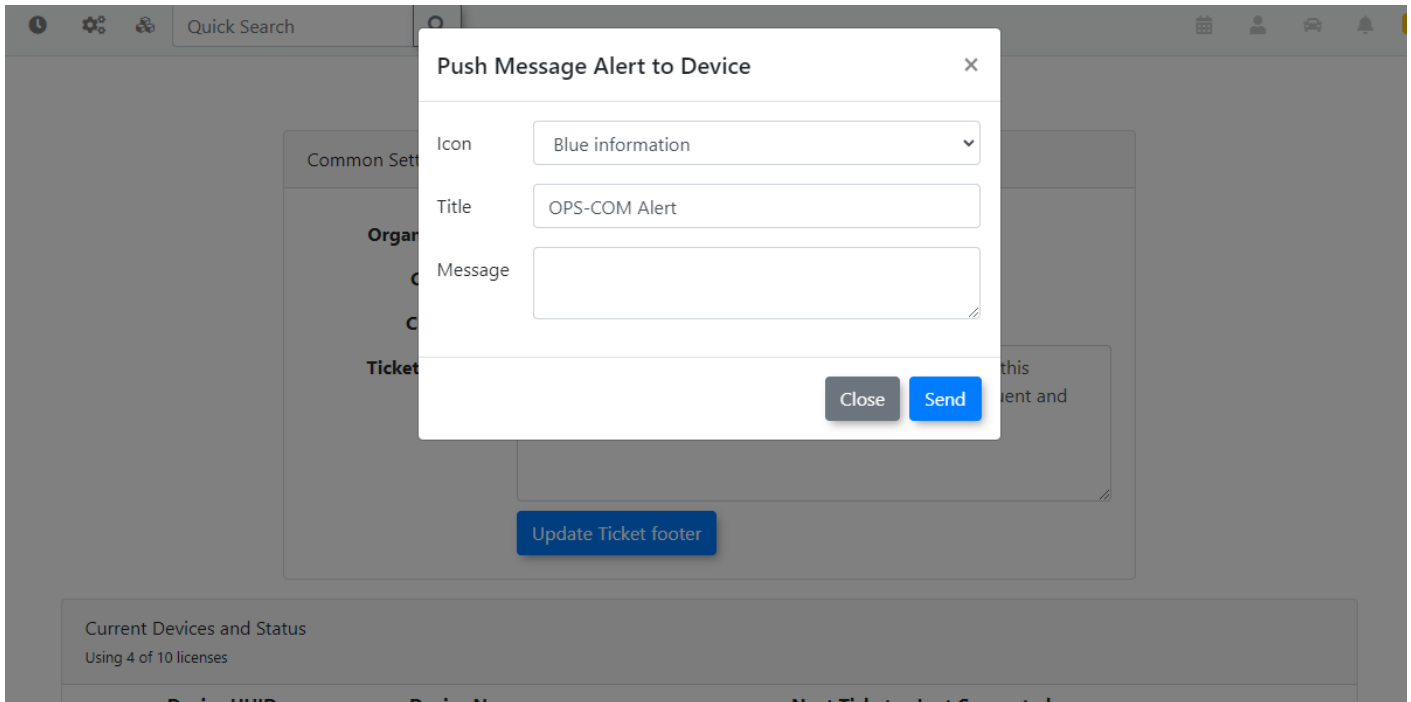 Quick Search
Push Message Alert to Device
×
Icon
Blue information
Title
OPS-COM Alert
Message
Close
Send
Common Sett
Organ
C
C
Ticket
this
uent and
Update Ticket footer
Current Devices and Status
Using 4 of 10 licenses